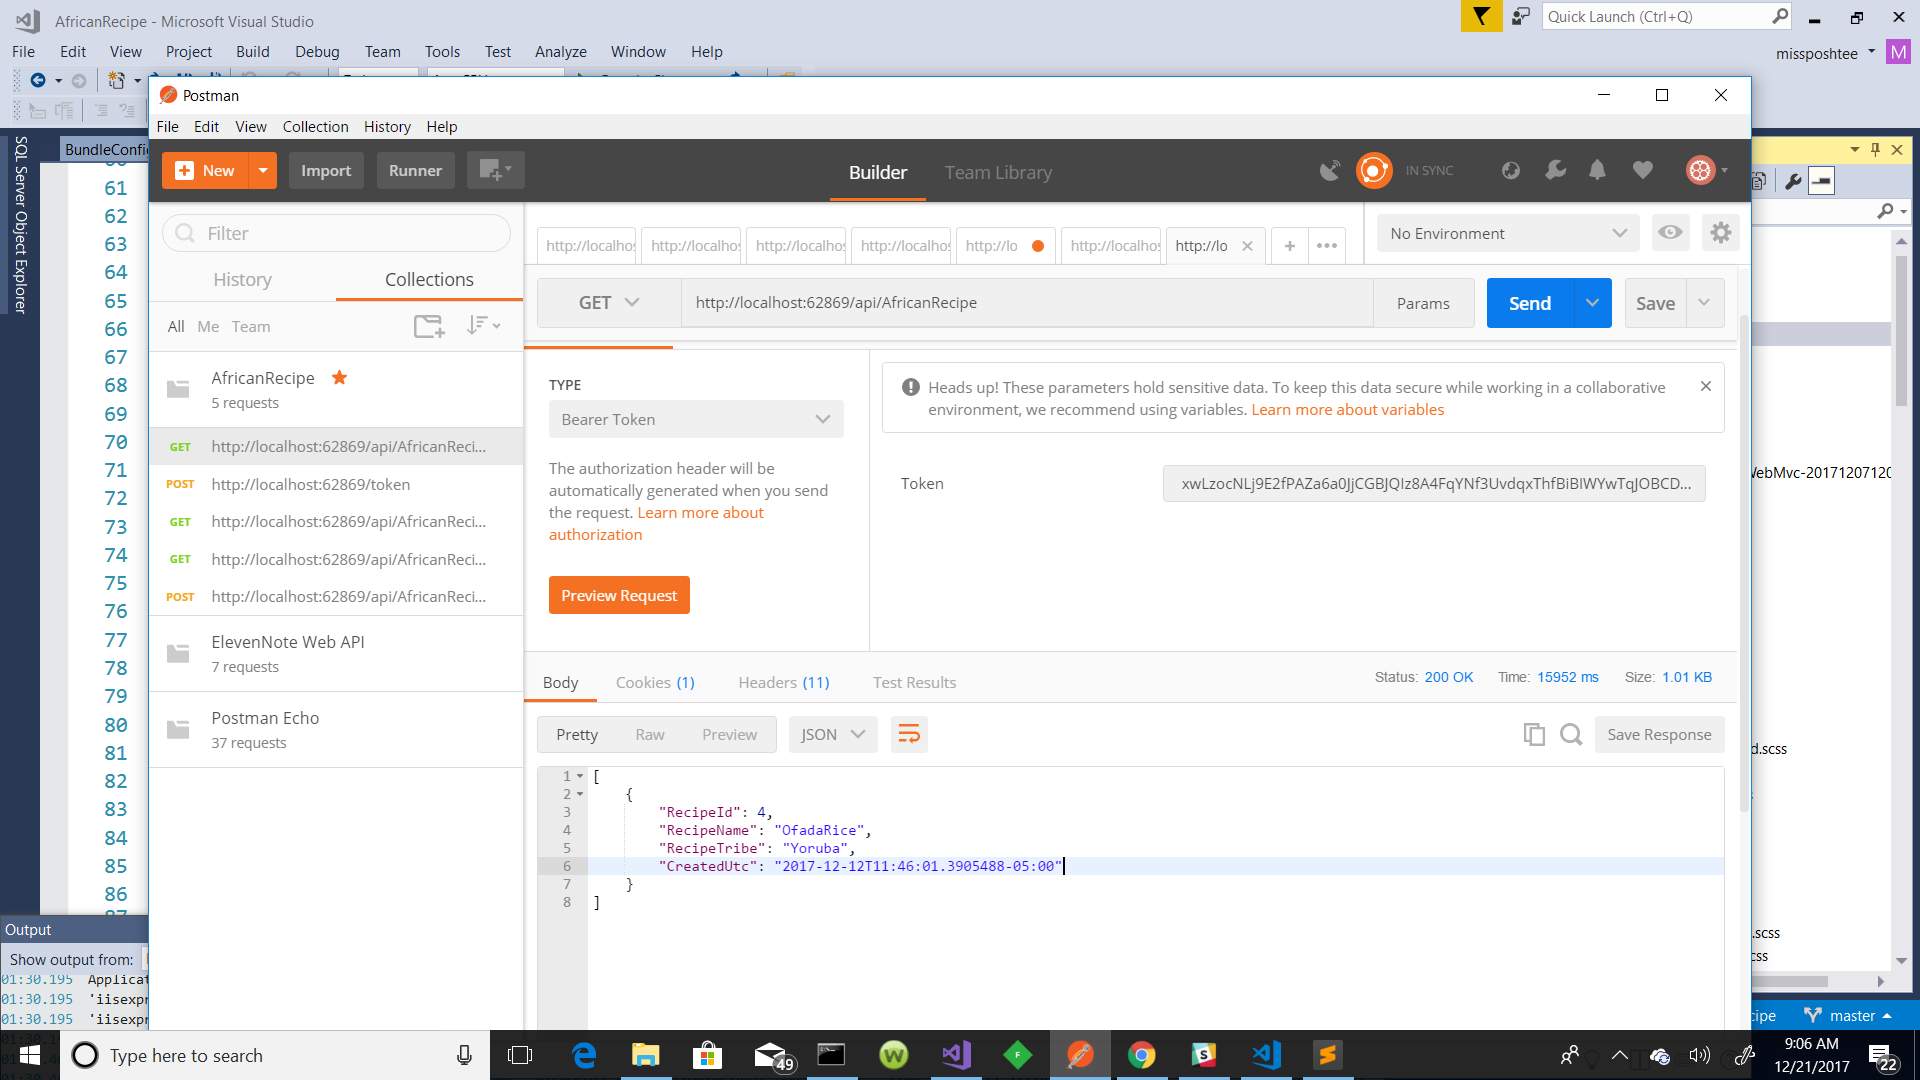 AfricanRecipe - Microsoft Visual Studio
Quick Launch (Ctrl+Q)
File Edit View Project Build Debug Team Tools Test Analyze Window Help
missposhtee M
Postman
File Edit View Collection History Help
SQL Server Object Explorer
BundleConfig
New Import Runner
Builder Team Library
IN SYNC
Filter
History Collections
All Me Team
AfricanRecipe
5 requests
GET http://localhost:62869/api/AfricanReci...
POST http://localhost:62869/token
GET http://localhost:62869/api/AfricanReci...
GET http://localhost:62869/api/AfricanReci...
POST http://localhost:62869/api/AfricanReci...
ElevenNote Web API
7 requests
Postman Echo
37 requests
http://localhos http://localhos http://localhos http://localhos http://lo http://localhos http://lo
No Environment
GET http://localhost:62869/api/AfricanRecipe Params Send Save
TYPE
Bearer Token
The authorization header will be
automatically generated when you send
the request. Learn more about
authorization
Preview Request
Heads up! These parameters hold sensitive data. To keep this data secure while working in a collaborative
environment, we recommend using variables. Learn more about variables
Token xwLzocNLj9E2fPAZa6a0JjCGBJQIz8A4FqYNf3UvdqxThfBiBIWYwTqJOBCD...
Body Cookies (1) Headers (11) Test Results
Status: 200 OK Time: 15952 ms Size: 1.01 KB
Pretty Raw Preview JSON Save Response
1 [
2 {
3 "RecipeId": 4,
4 "RecipeName": "OfadaRice",
5 "RecipeTribe": "Yoruba",
6 "CreatedUtc": "2017-12-12T11:46:01.3905488-05:00"
7 }
8 ]
61
62
63
64
65
66
67
68
69
70
71
72
73
74
75
76
77
78
79
80
81
82
83
84
85
86
87
WebMvc-2017120712
d.scss
.scss
css
Output
Show output from:
01:30.195 Applicat
01:30.195 'iisexpr
01:30.195 'iisexpr
cipe master
Type here to search
49
9:06 AM
12/21/2017
22